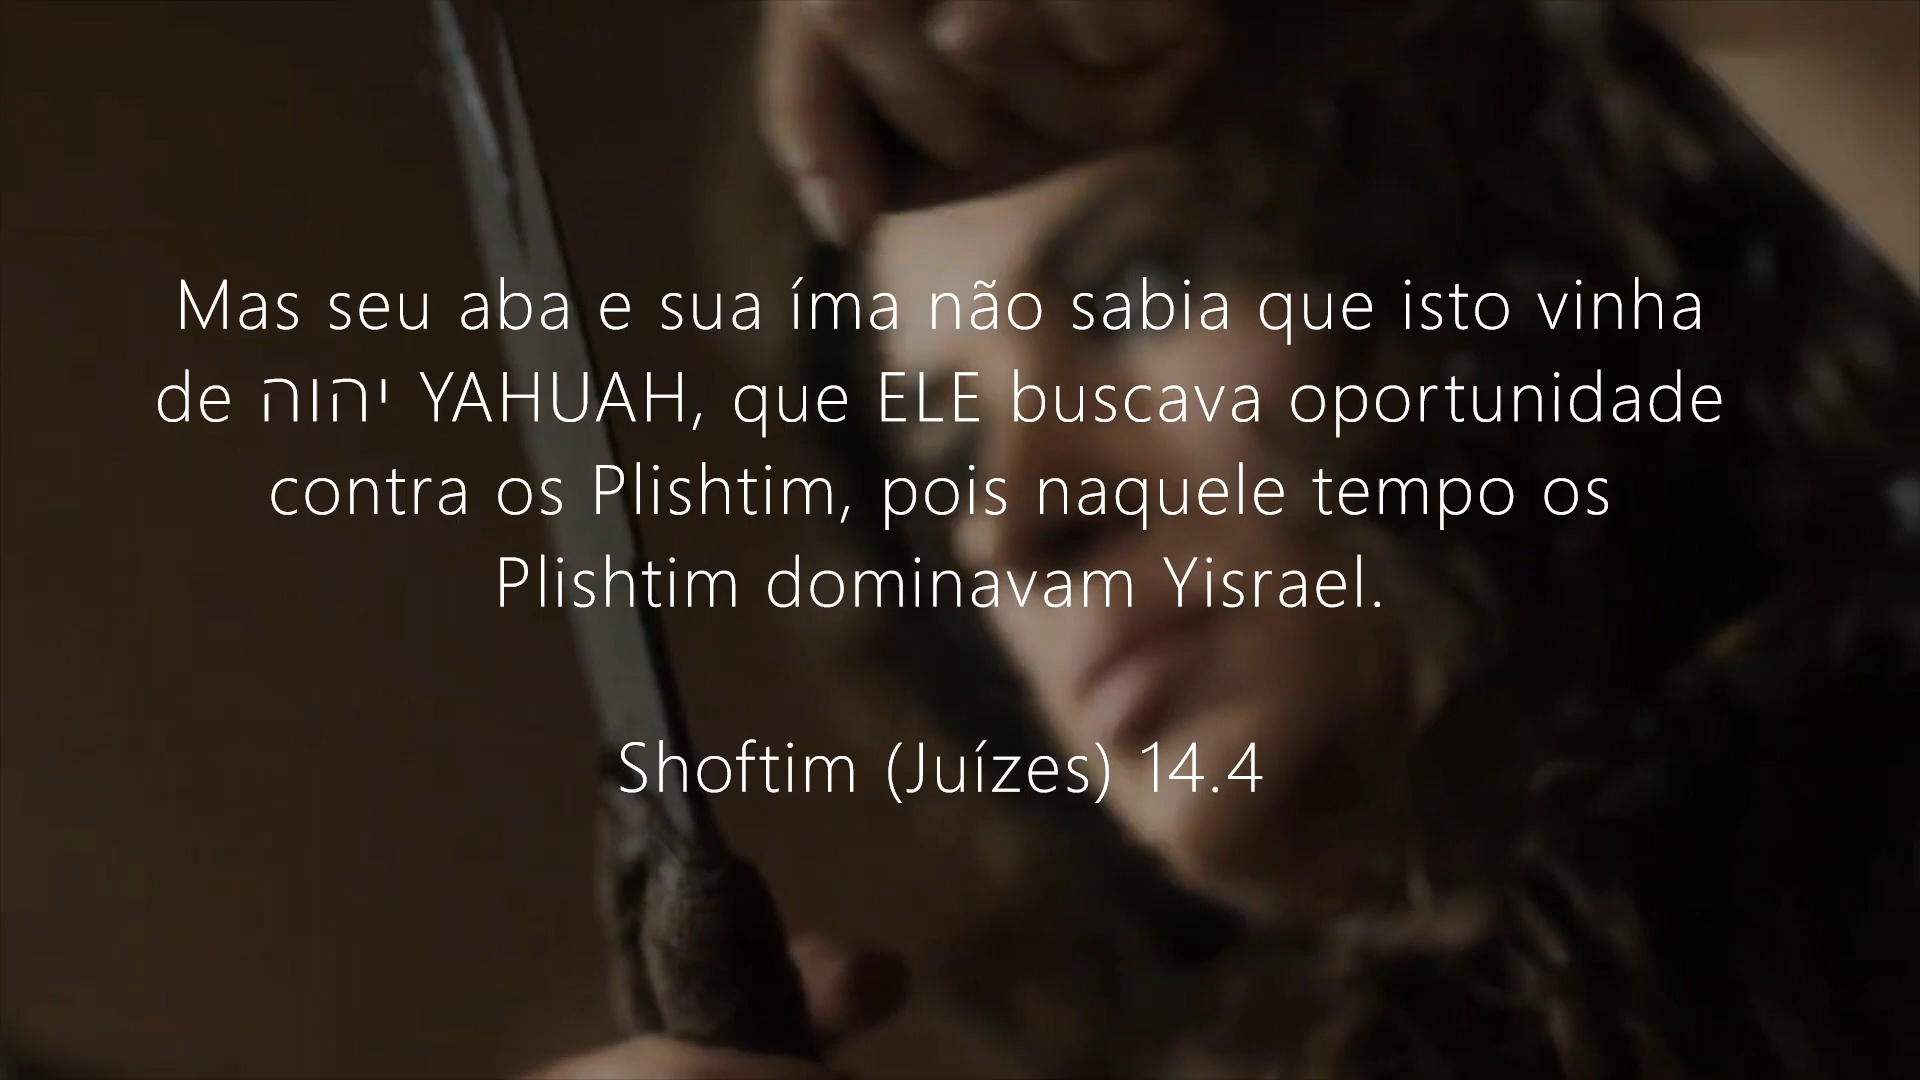 Mas seu aba e sua íma não sabia que isto vinha
de יהוה YAHUAH, que ELE buscava oportunidade
contra os Plishtim, pois naquele tempo os
Plishtim dominavam Yisrael.
Shoftim (Juízes) 14.4